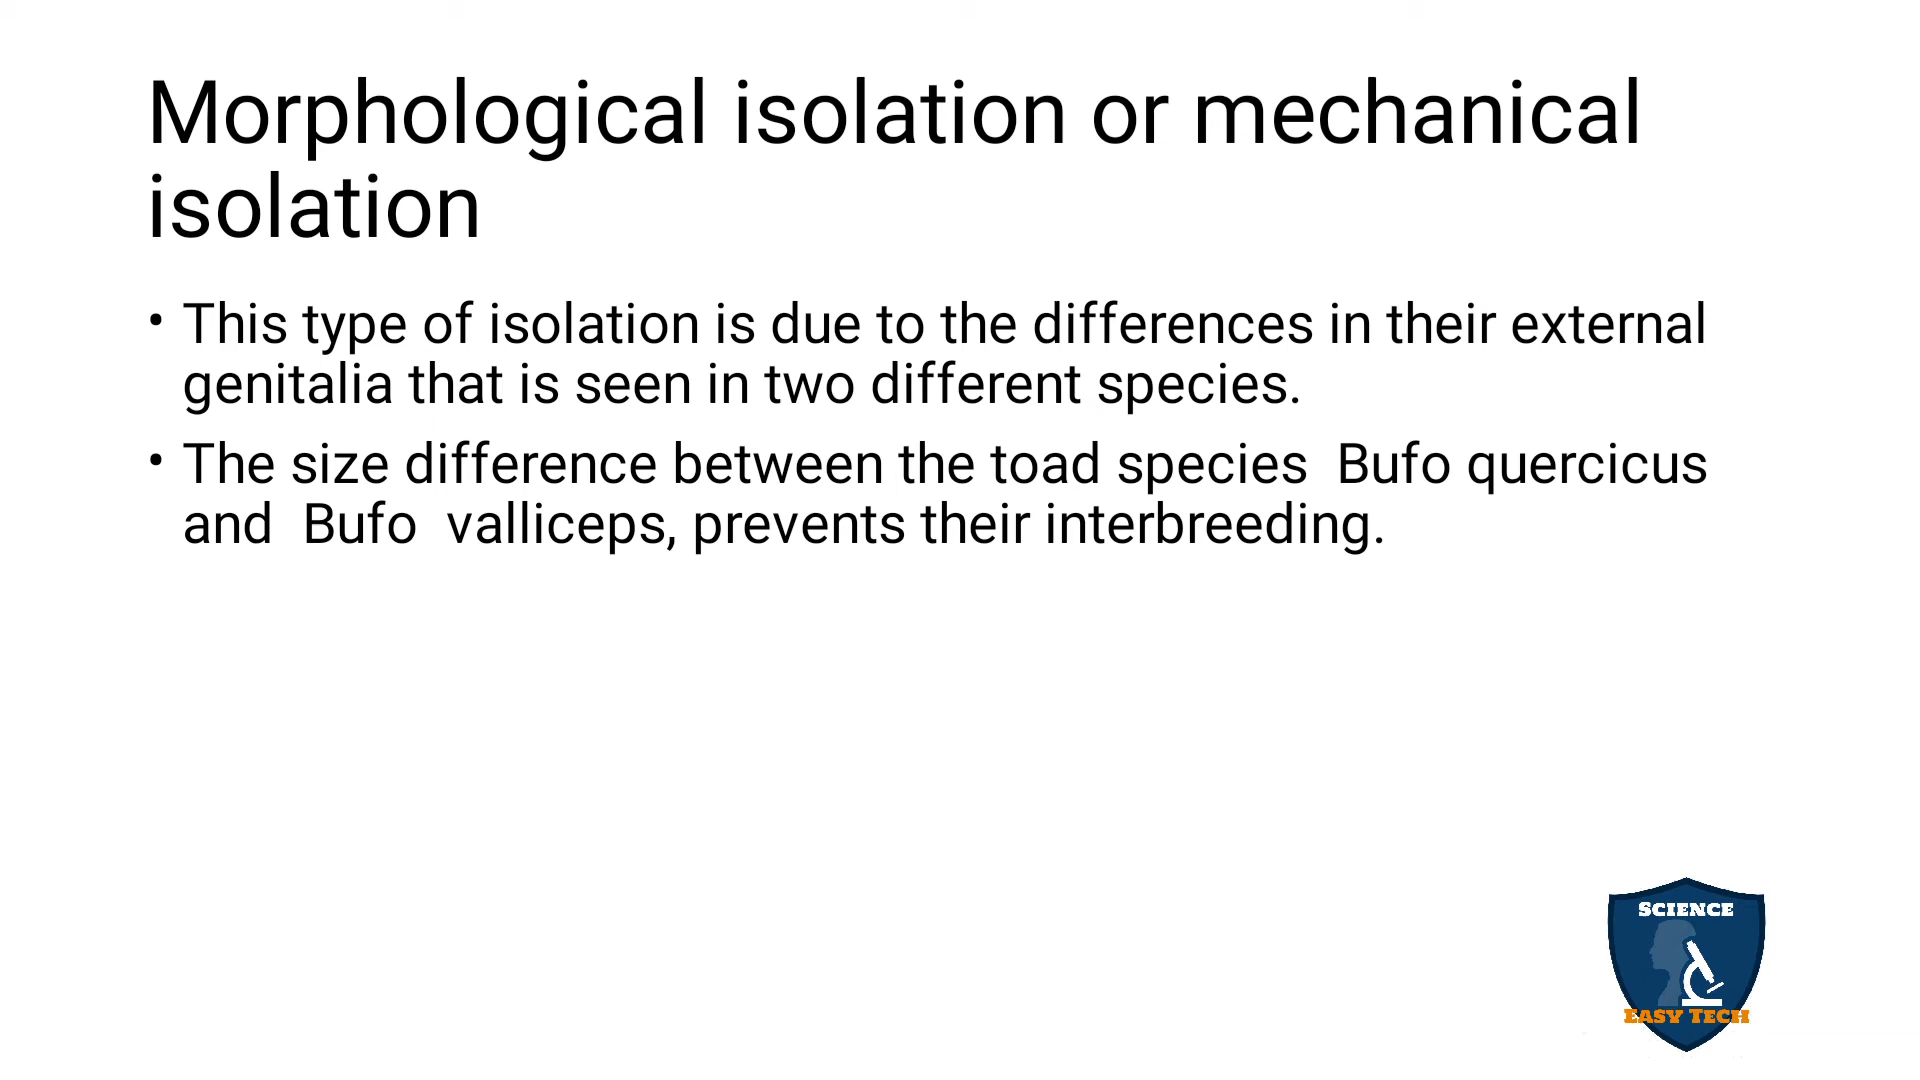 Morphological isolation or mechanical
isolation
• This type of isolation is due to the differences in their external
genitalia that is seen in two different species.
• The size difference between the toad species  Bufo quercicus
and  Bufo  valliceps, prevents their interbreeding.
SCIENCE
EASY TECH